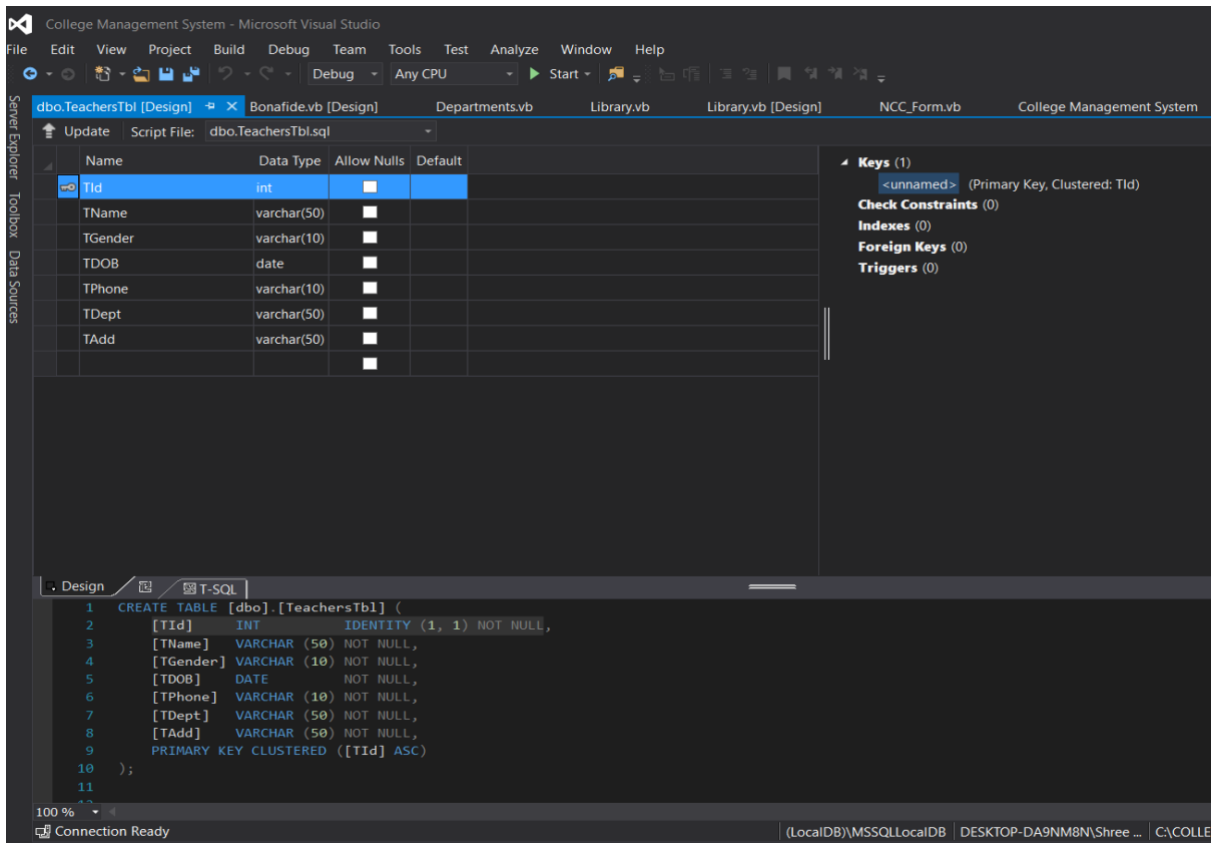 College Management System - Microsoft Visual Studio
File Edit View Project Build Debug Team Tools Test Analyze Window Help
Debug Any CPU Start
Server Explorer
Toolbox
Data Sources
dbo.TeachersTbl [Design] Bonafide.vb [Design] Departments.vb Library.vb Library.vb [Design] NCC_Form.vb College Management System
Update Script File: dbo.TeachersTbl.sql
Name Data Type Allow Nulls Default
TId int
TName varchar(50)
TGender varchar(10)
TDOB date
TPhone varchar(10)
TDept varchar(50)
TAdd varchar(50)
Keys (1)
<unnamed> (Primary Key, Clustered: TId)
Check Constraints (0)
Indexes (0)
Foreign Keys (0)
Triggers (0)
Design T-SQL
1 CREATE TABLE [dbo].[TeachersTbl] (
2 [TId] INT IDENTITY (1, 1) NOT NULL,
3 [TName] VARCHAR (50) NOT NULL,
4 [TGender] VARCHAR (10) NOT NULL,
5 [TDOB] DATE NOT NULL,
6 [TPhone] VARCHAR (10) NOT NULL,
7 [TDept] VARCHAR (50) NOT NULL,
8 [TAdd] VARCHAR (50) NOT NULL,
9 PRIMARY KEY CLUSTERED ([TId] ASC)
10 );
11
100 %
Connection Ready (LocalDB)\MSSQLLocalDB DESKTOP-DA9NM8N\Shree ... C:\COLLE